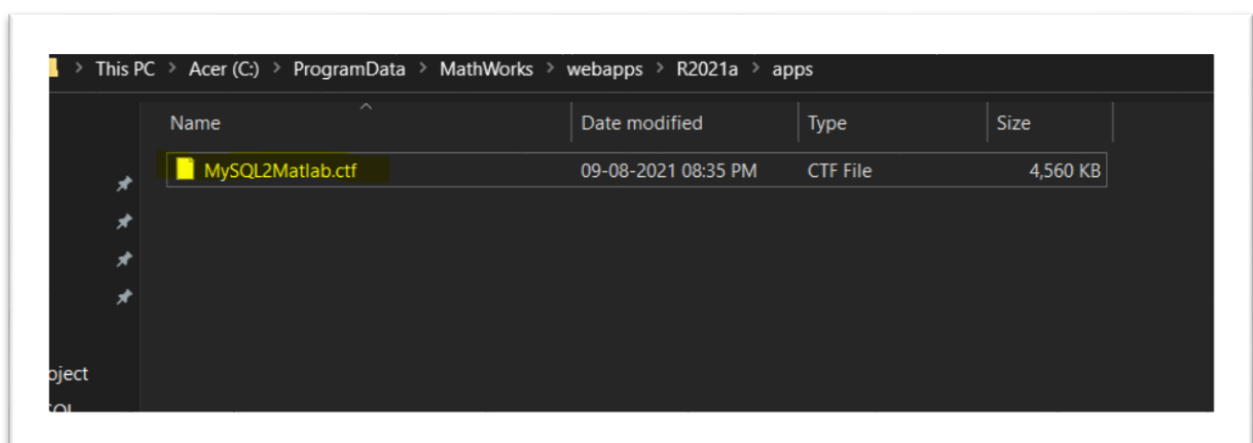 This PC > Acer (C:) > ProgramData > MathWorks > webapps > R2021a > apps
Name Date modified Type Size
MySQL2Matlab.ctf 09-08-2021 08:35 PM CTF File 4,560 KB
oject